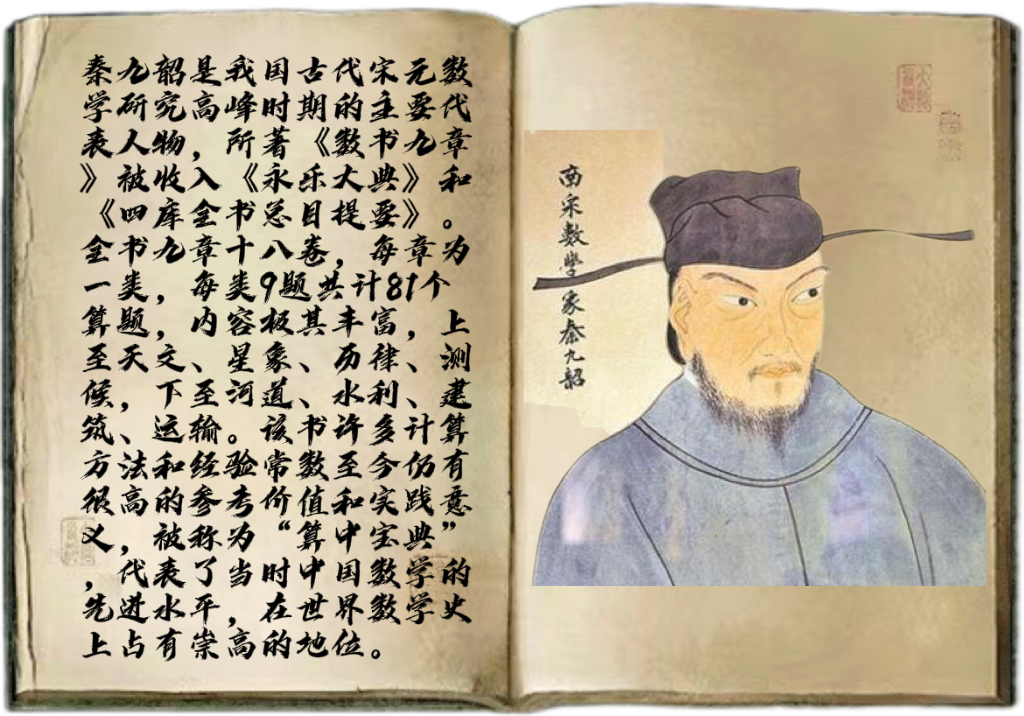 秦九韶是我国古代宋元数
学研究高峰时期的主要代
表人物，所著《数书九章
》被收入《永乐大典》和
《四库全书总目提要》。
全书九章十八卷，每章为
一类，每类9题共计81个
算题，内容极其丰富，上
至天文、星象、历律、测
候，下至河道、水利、建
筑、运输。该书许多计算
方法和经验常数至今仍有
很高的参考价值和实践意
义，被称为“算中宝典”
，代表了当时中国数学的
先进水平，在世界数学史
上占有崇高的地位。
南宋数学家秦九韶